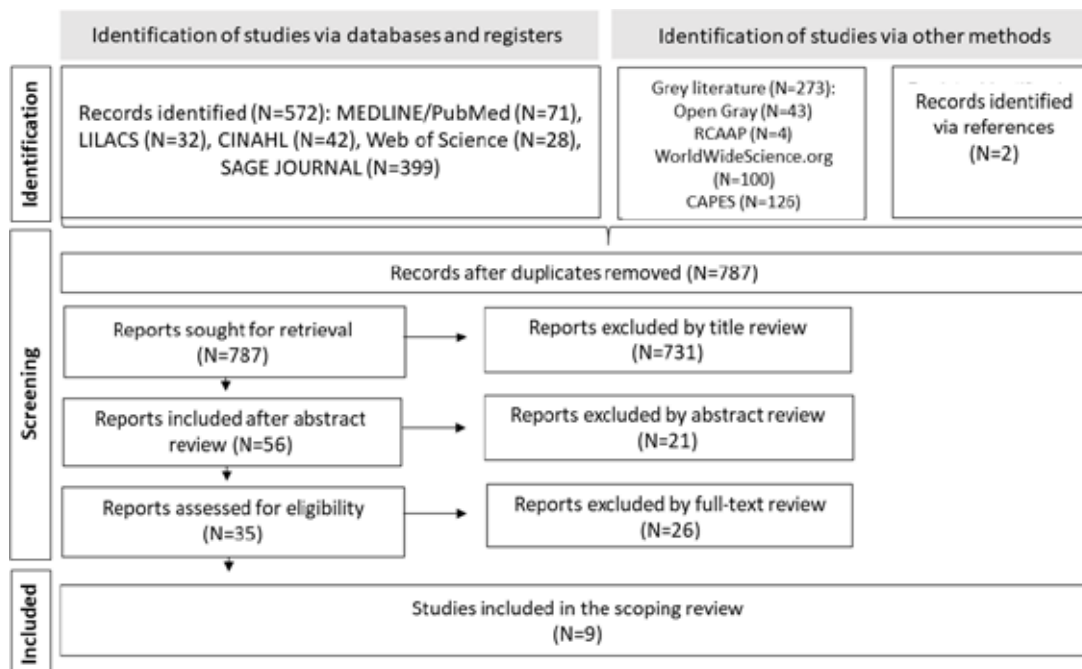 Identification of studies via databases and registers
Identification of studies via other methods
Identification
Records identified (N=572): MEDLINE/PubMed (N=71),
LILACS (N=32), CINAHL (N=42), Web of Science (N=28),
SAGE JOURNAL (N=399)
Grey literature (N=273):
Open Gray (N=43)
RCAAP (N=4)
WorldWideScience.org
(N=100)
CAPES (N=126)
Records identified
via references
(N=2)
Screening
Records after duplicates removed (N=787)
Reports sought for retrieval
(N=787)
Reports excluded by title review
(N=731)
Reports included after abstract
review (N=56)
Reports excluded by abstract review
(N=21)
Reports assessed for eligibility
(N=35)
Reports excluded by full-text review
(N=26)
Included
Studies included in the scoping review
(N=9)